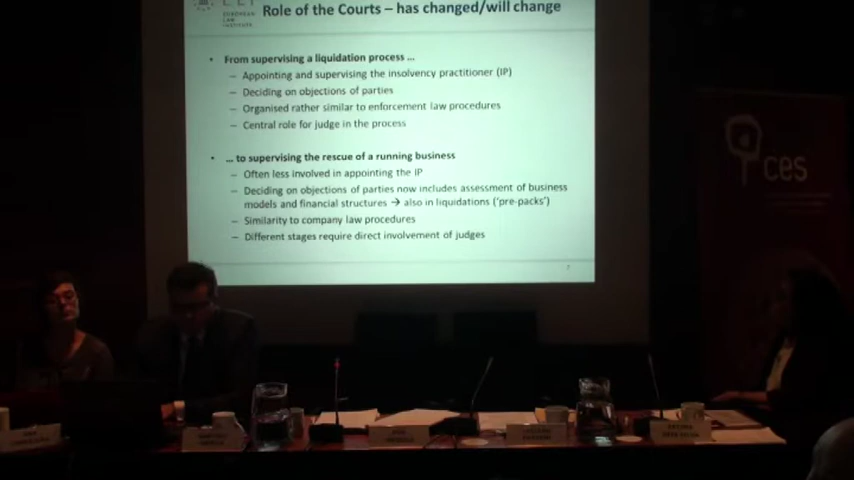 EUROPEAN
LAW
INSTITUTE
Role of the Courts – has changed/will change
• From supervising a liquidation process ...
– Appointing and supervising the insolvency practitioner (IP)
– Deciding on objections of parties
– Organised rather similar to enforcement law procedures
– Central role for judge in the process
• ... to supervising the rescue of a running business
– Often less involved in appointing the IP
– Deciding on objections of parties now includes assessment of business
models and financial structures → also in liquidations ('pre-packs')
– Similarity to company law procedures
– Different stages require direct involvement of judges
7
ces